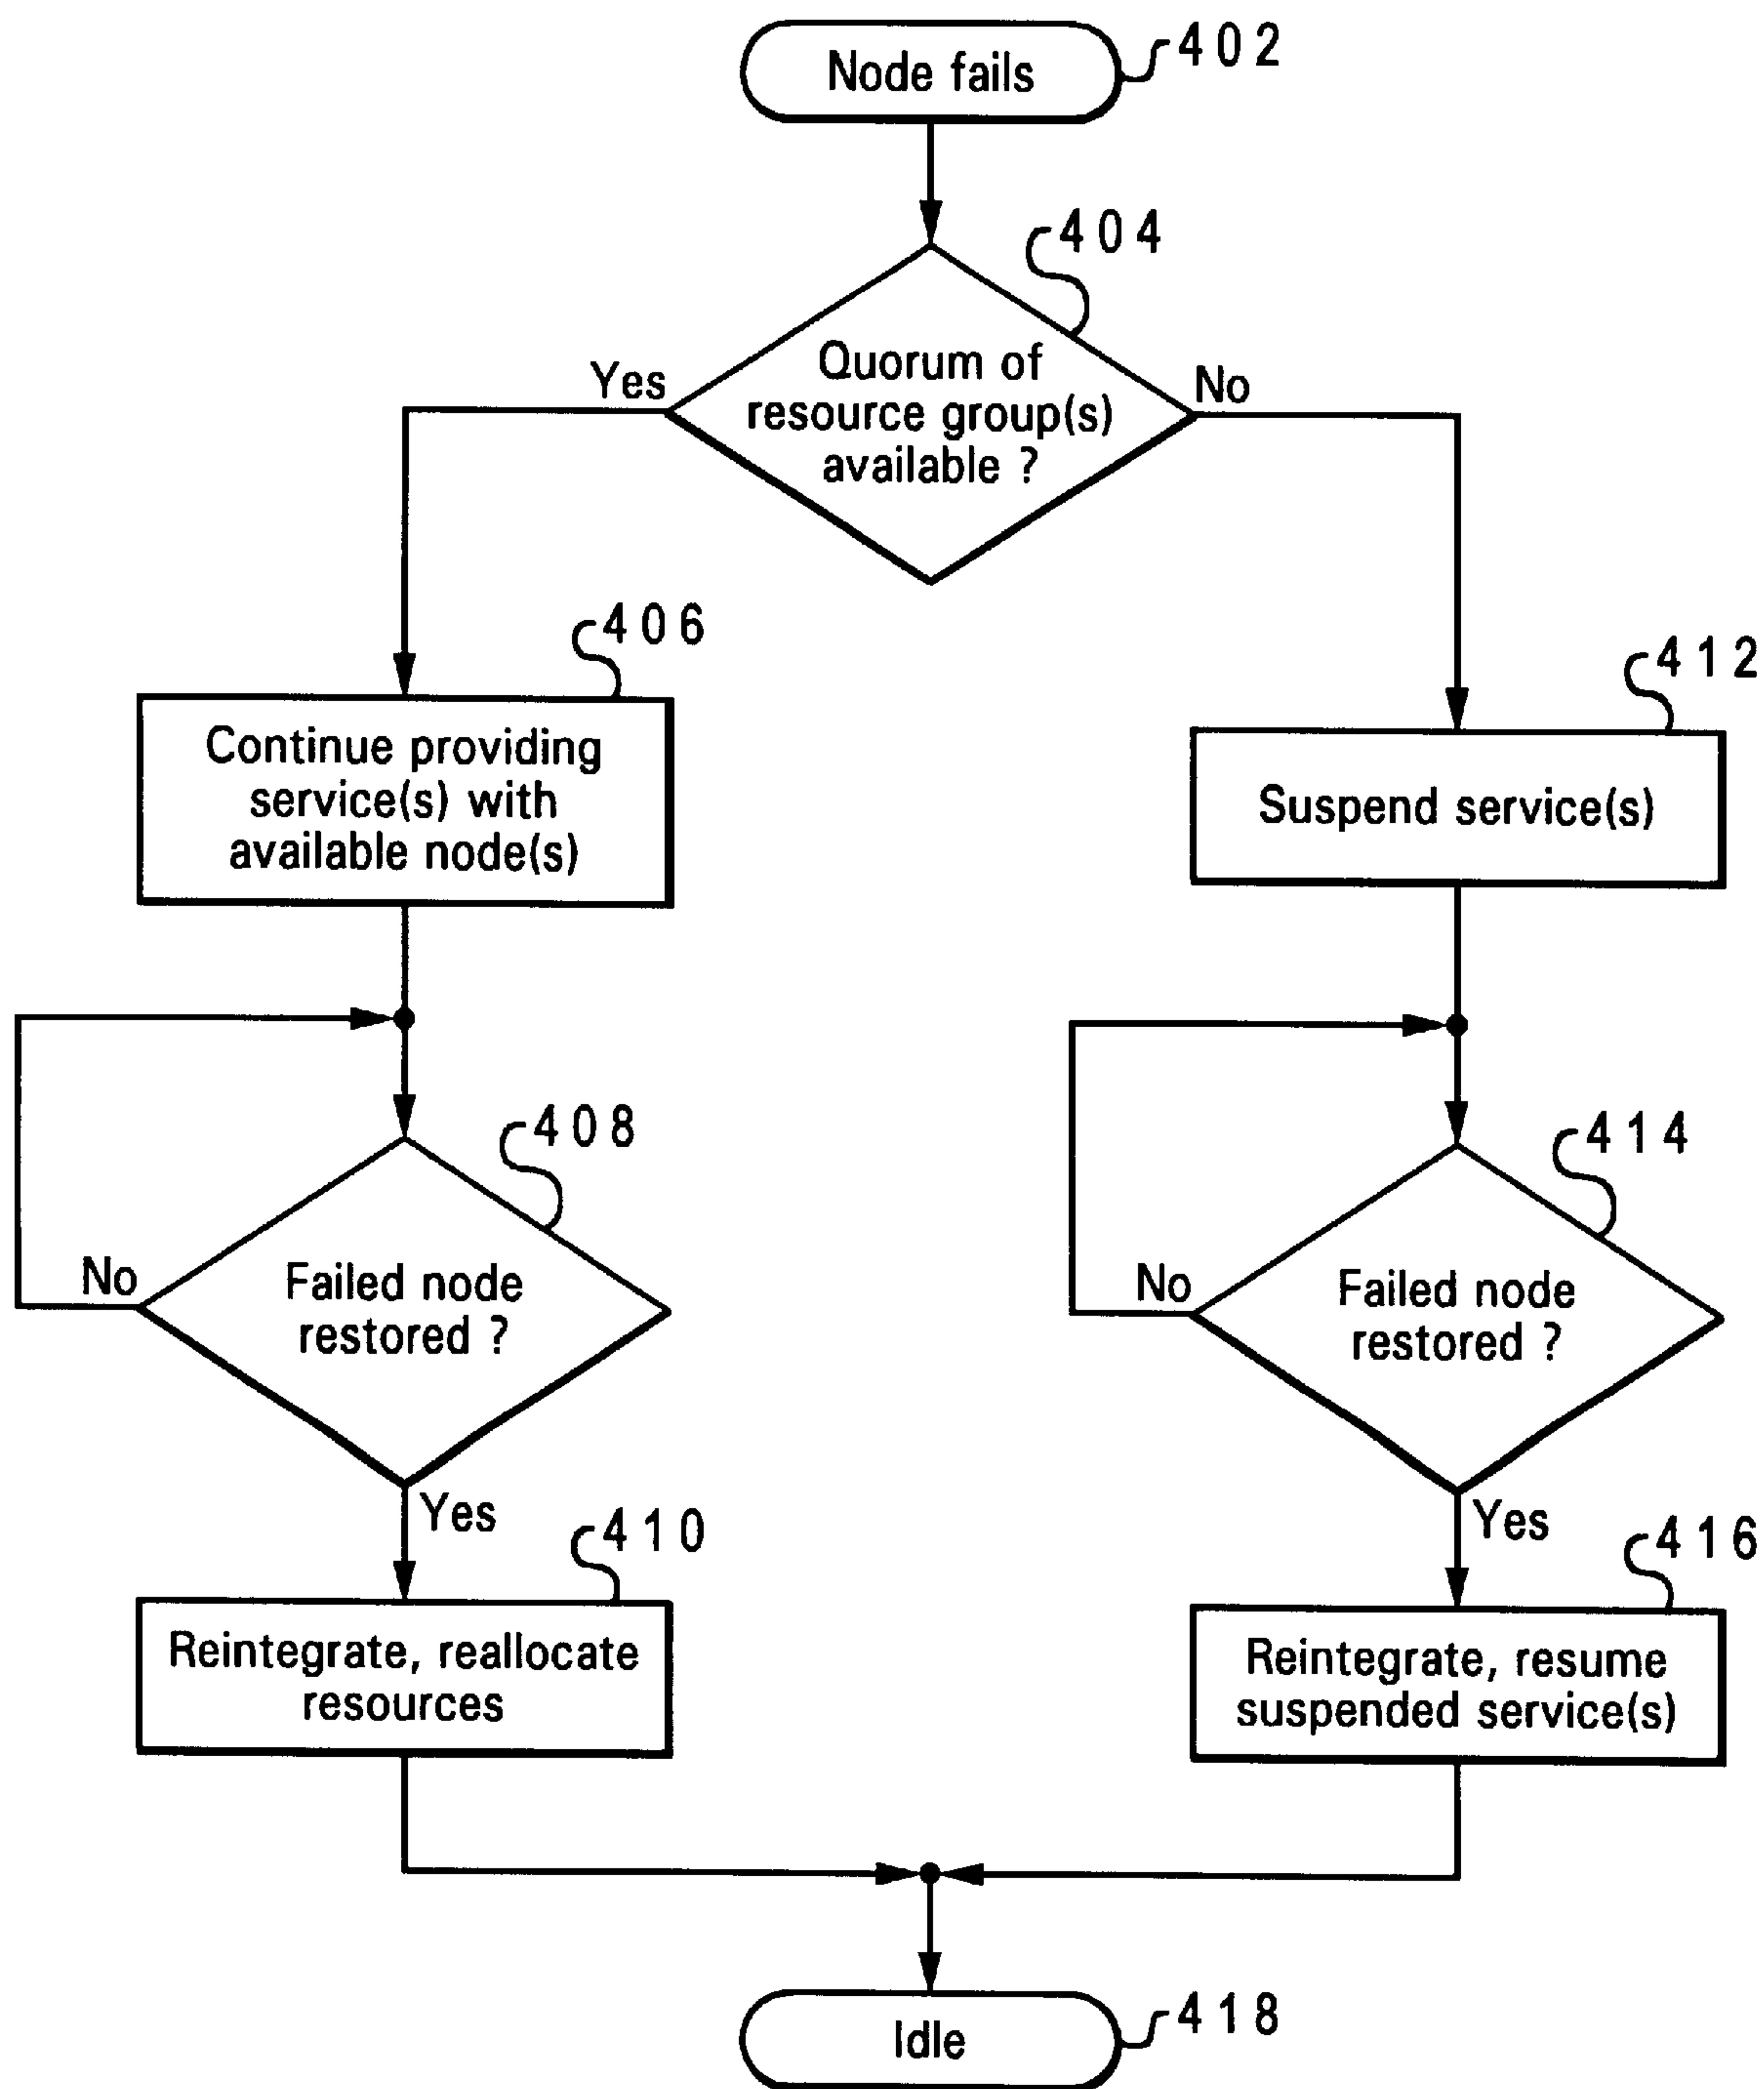 Node fails
402
404
Quorum of
resource group(s)
available ?
Yes
No
406
Continue providing
service(s) with
available node(s)
412
Suspend service(s)
408
Failed node
restored ?
No
Yes
414
Failed node
restored ?
No
Yes
410
Reintegrate, reallocate
resources
416
Reintegrate, resume
suspended service(s)
Idle
418